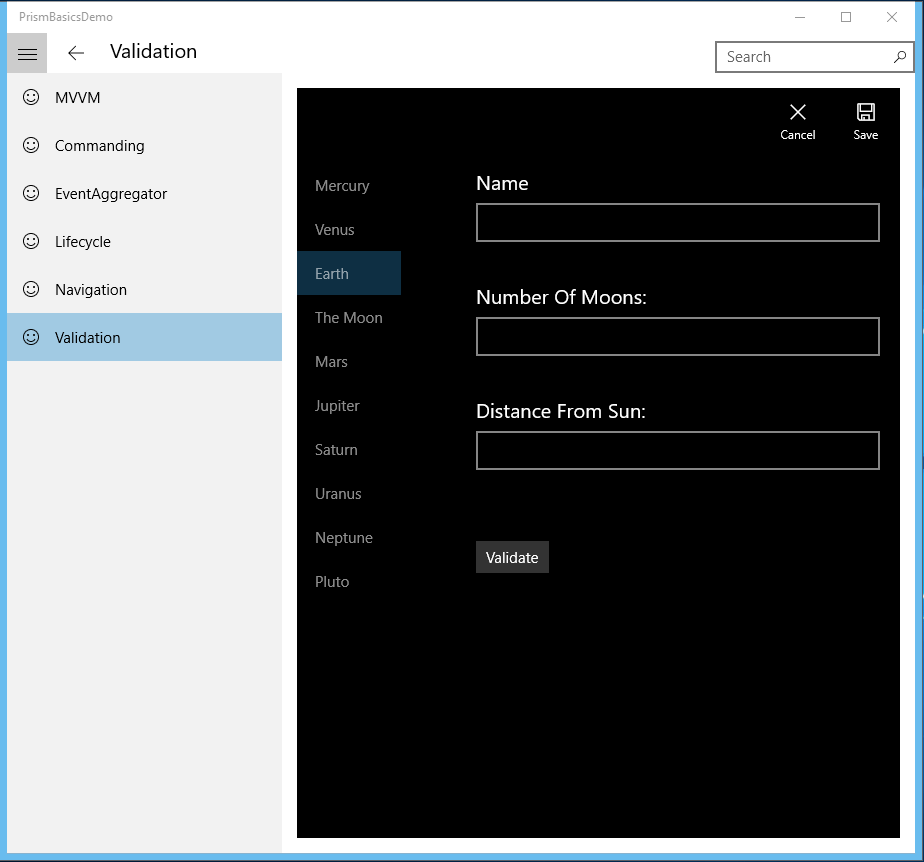 PrismBasicsDemo
Validation
Search
MVVM
Commanding
EventAggregator
Lifecycle
Navigation
Validation
Cancel
Save
Mercury
Venus
Earth
The Moon
Mars
Jupiter
Saturn
Uranus
Neptune
Pluto
Name
Number Of Moons:
Distance From Sun:
Validate